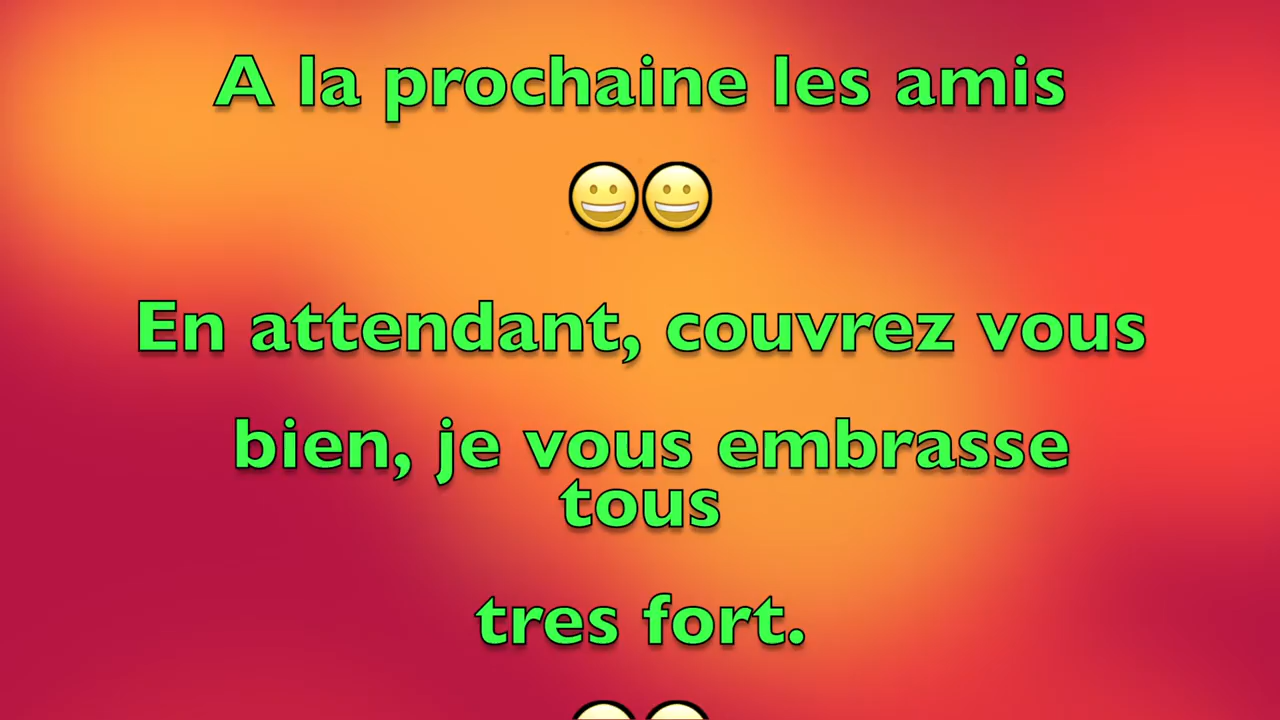 A la prochaine les amis
😀😀
En attendant, couvrez vous
bien, je vous embrasse
tous
tres fort.